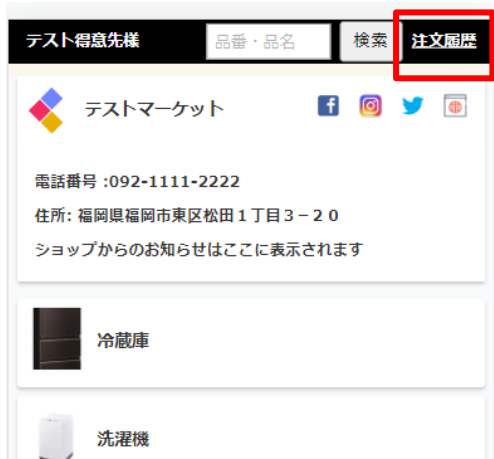 テスト得意先様 品番・品名 検索 注文履歴
テストマーケット
電話番号 :092-1111-2222
住所: 福岡県福岡市東区松田１丁目３－２０
ショップからのお知らせはここに表示されます
冷蔵庫
洗濯機